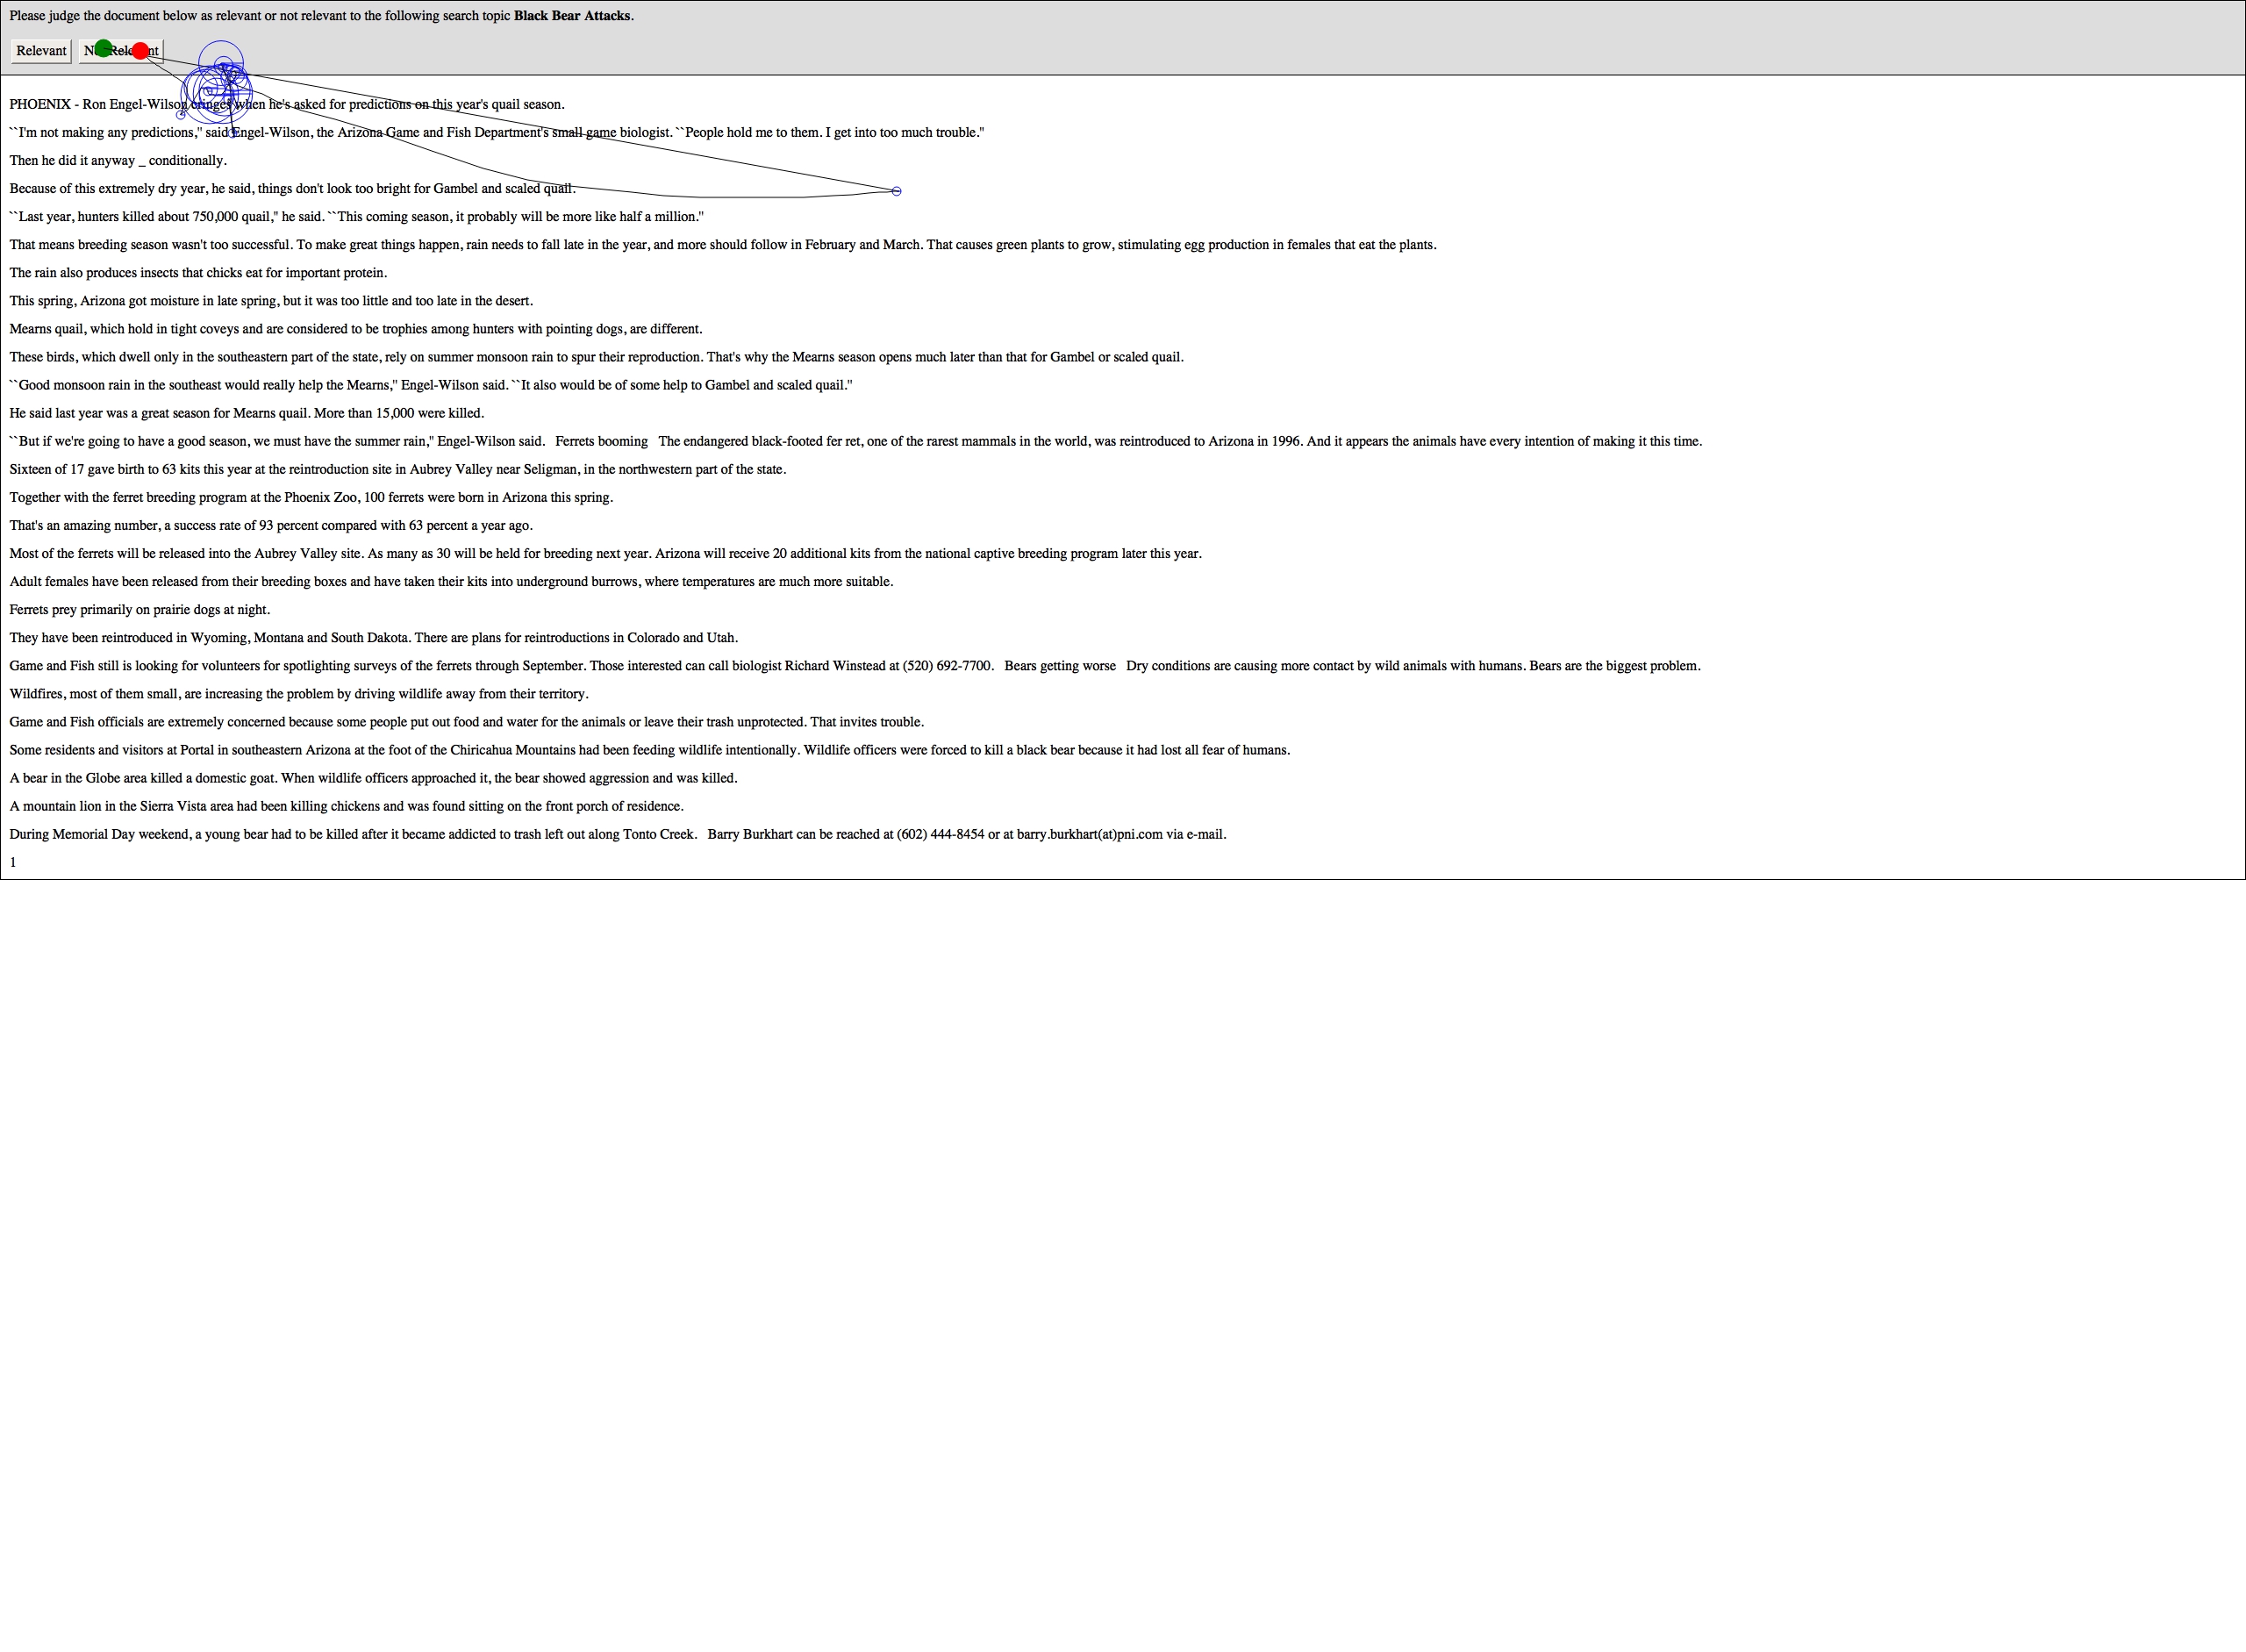 Please judge the document below as relevant or not relevant to the following search topic Black Bear Attacks.
Relevant Not Relevant
PHOENIX - Ron Engel-Wilson cringes when he's asked for predictions on this year's quail season.
``I'm not making any predictions,'' said Engel-Wilson, the Arizona Game and Fish Department's small game biologist. ``People hold me to them. I get into too much trouble.''
Then he did it anyway _ conditionally.
Because of this extremely dry year, he said, things don't look too bright for Gambel and scaled quail.
``Last year, hunters killed about 750,000 quail,'' he said. ``This coming season, it probably will be more like half a million.''
That means breeding season wasn't too successful. To make great things happen, rain needs to fall late in the year, and more should follow in February and March. That causes green plants to grow, stimulating egg production in females that eat the plants.
The rain also produces insects that chicks eat for important protein.
This spring, Arizona got moisture in late spring, but it was too little and too late in the desert.
Mearns quail, which hold in tight coveys and are considered to be trophies among hunters with pointing dogs, are different.
These birds, which dwell only in the southeastern part of the state, rely on summer monsoon rain to spur their reproduction. That's why the Mearns season opens much later than that for Gambel or scaled quail.
``Good monsoon rain in the southeast would really help the Mearns,'' Engel-Wilson said. ``It also would be of some help to Gambel and scaled quail.''
He said last year was a great season for Mearns quail. More than 15,000 were killed.
``But if we're going to have a good season, we must have the summer rain,'' Engel-Wilson said. Ferrets booming The endangered black-footed fer ret, one of the rarest mammals in the world, was reintroduced to Arizona in 1996. And it appears the animals have every intention of making it this time.
Sixteen of 17 gave birth to 63 kits this year at the reintroduction site in Aubrey Valley near Seligman, in the northwestern part of the state.
Together with the ferret breeding program at the Phoenix Zoo, 100 ferrets were born in Arizona this spring.
That's an amazing number, a success rate of 93 percent compared with 63 percent a year ago.
Most of the ferrets will be released into the Aubrey Valley site. As many as 30 will be held for breeding next year. Arizona will receive 20 additional kits from the national captive breeding program later this year.
Adult females have been released from their breeding boxes and have taken their kits into underground burrows, where temperatures are much more suitable.
Ferrets prey primarily on prairie dogs at night.
They have been reintroduced in Wyoming, Montana and South Dakota. There are plans for reintroductions in Colorado and Utah.
Game and Fish still is looking for volunteers for spotlighting surveys of the ferrets through September. Those interested can call biologist Richard Winstead at (520) 692-7700. Bears getting worse Dry conditions are causing more contact by wild animals with humans. Bears are the biggest problem.
Wildfires, most of them small, are increasing the problem by driving wildlife away from their territory.
Game and Fish officials are extremely concerned because some people put out food and water for the animals or leave their trash unprotected. That invites trouble.
Some residents and visitors at Portal in southeastern Arizona at the foot of the Chiricahua Mountains had been feeding wildlife intentionally. Wildlife officers were forced to kill a black bear because it had lost all fear of humans.
A bear in the Globe area killed a domestic goat. When wildlife officers approached it, the bear showed aggression and was killed.
A mountain lion in the Sierra Vista area had been killing chickens and was found sitting on the front porch of residence.
During Memorial Day weekend, a young bear had to be killed after it became addicted to trash left out along Tonto Creek. Barry Burkhart can be reached at (602) 444-8454 or at barry.burkhart(at)pni.com via e-mail.
1